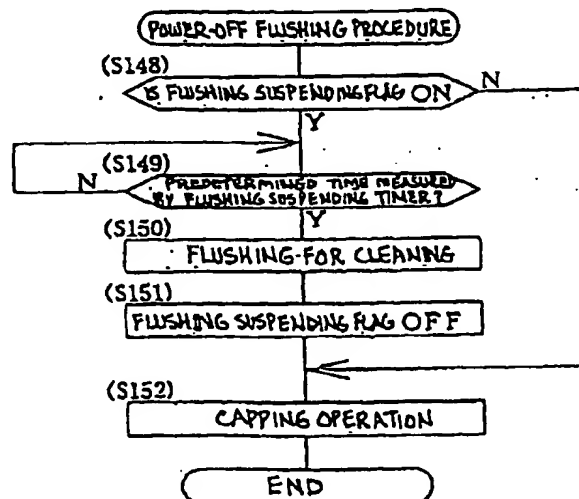 POWER-OFF FLUSHING PROCEDURE
(S148)
IS FLUSHING SUSPENDING FLAG ON
N
Y
(S149)
N
PREDETERMINED TIME MEASURED
BY FLUSHING SUSPENDING TIMER?
Y
(S150)
FLUSHING-FOR CLEANING
(S151)
FLUSHING SUSPENDING FLAG OFF
(S152)
CAPPING OPERATION
END